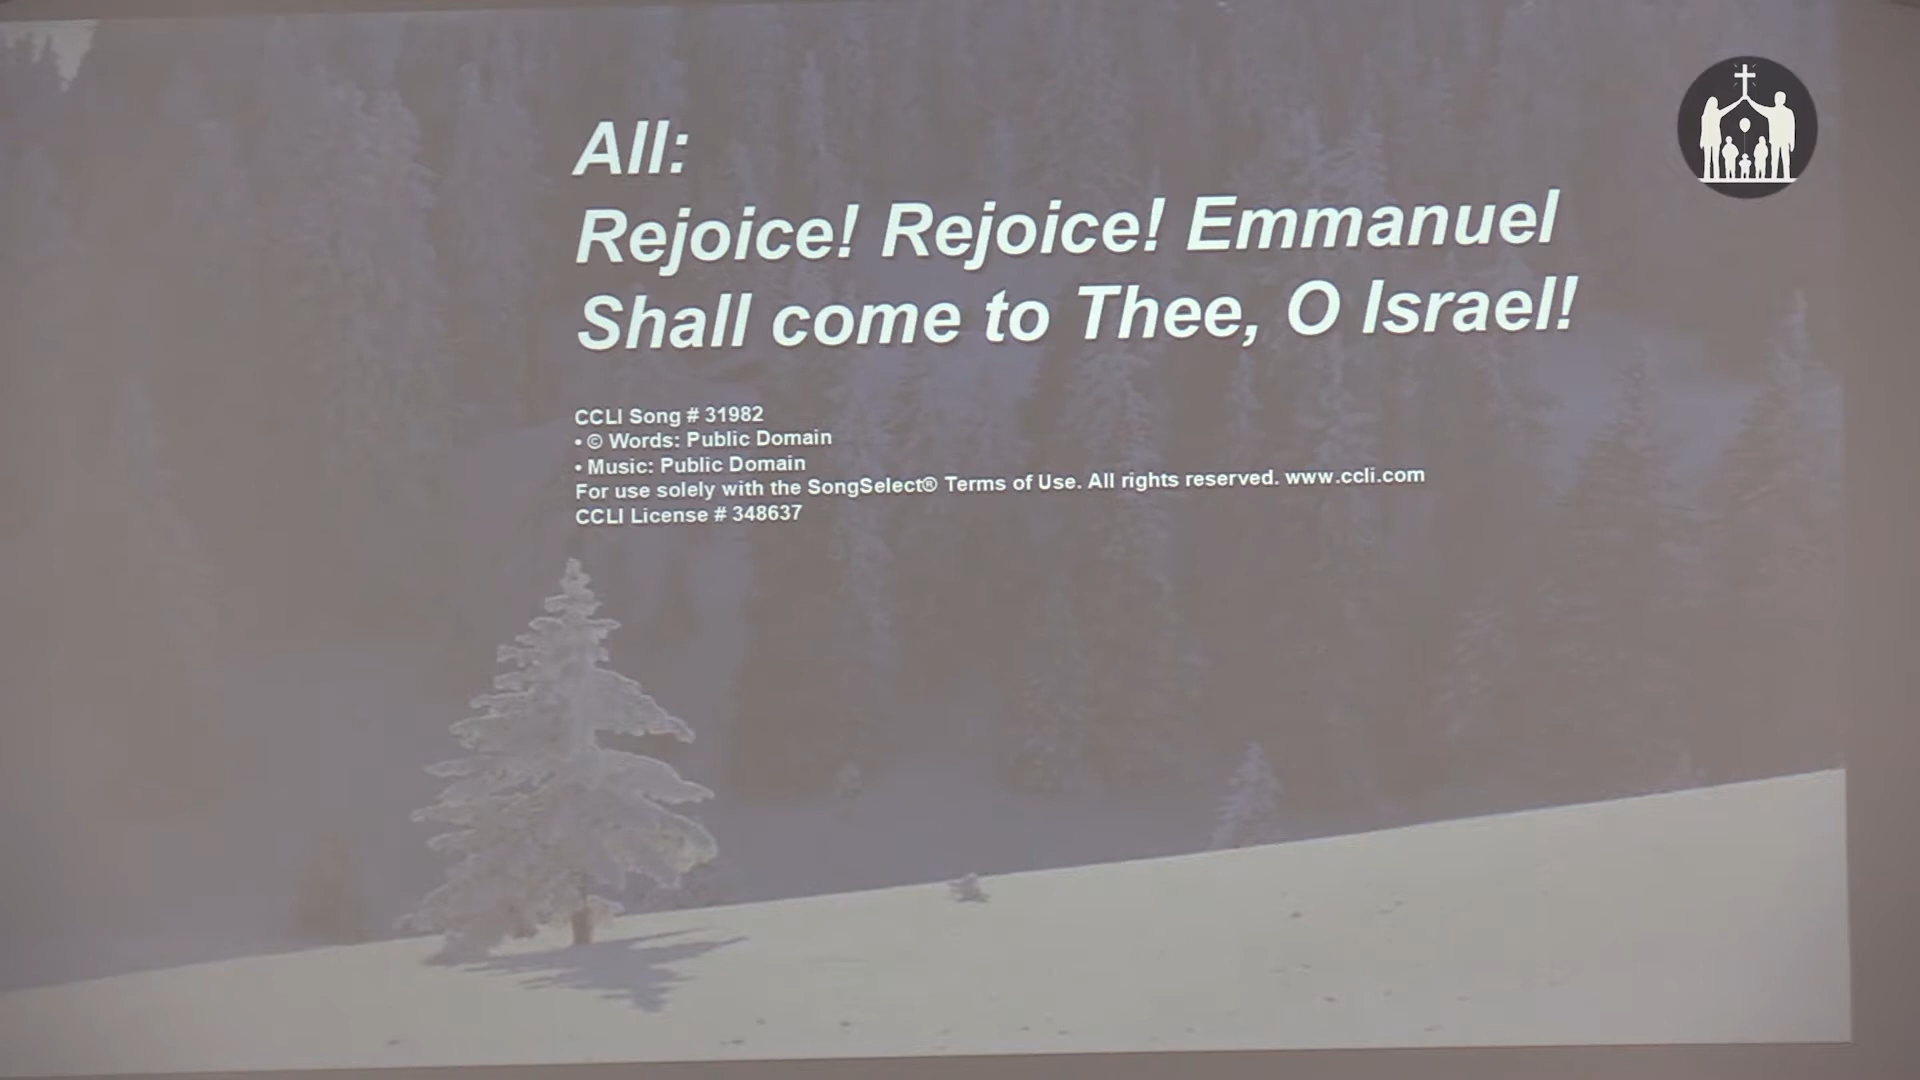 All:
Rejoice! Rejoice! Emmanuel
Shall come to Thee, O Israel!
CCLI Song # 31982
• © Words: Public Domain
• Music: Public Domain
For use solely with the SongSelect® Terms of Use. All rights reserved. www.ccli.com
CCLI License # 348637